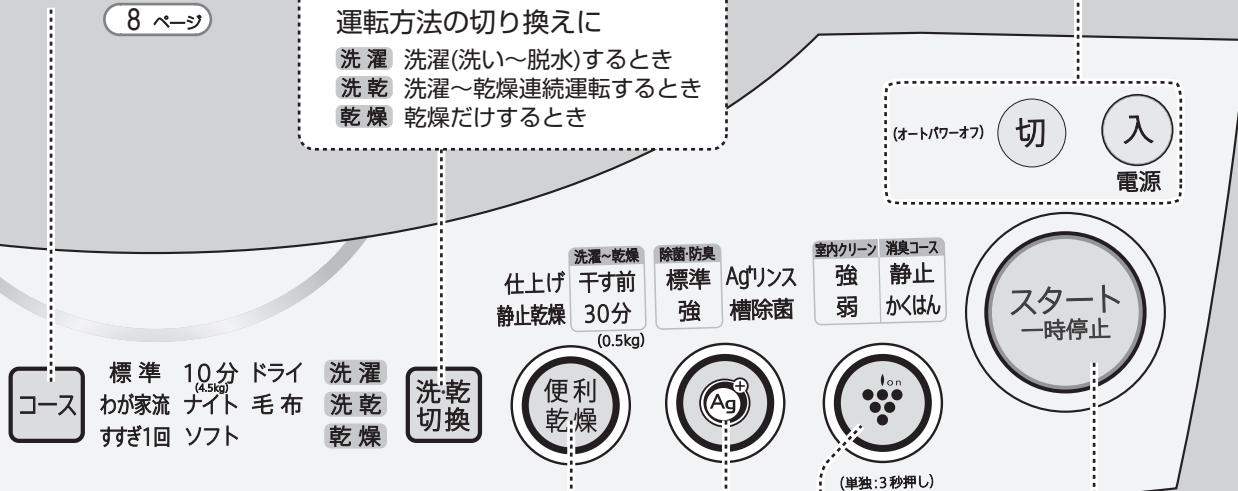 8 ページ
運転方法の切り換えに
洗濯 洗濯(洗い〜脱水)するとき
洗乾 洗濯〜乾燥連続運転するとき
乾燥 乾燥だけするとき
(オートパワーオフ) 切 入
電源
洗濯〜乾燥 除菌・防臭 室内クリーン 消臭コース
仕上げ 干す前 標準 Ag⁺リンス 強 静止
静止乾燥 30分 強 槽除菌 弱 かくはん
(0.5kg)
スタート
一時停止
コース
標準 10分 ドライ 洗濯
(4.5kg)
わが家流 ナイト 毛布 洗乾
すすぎ1回 ソフト 乾燥
洗・乾
切換
便利
乾燥
Ag+
ion
(単独:3秒押し)